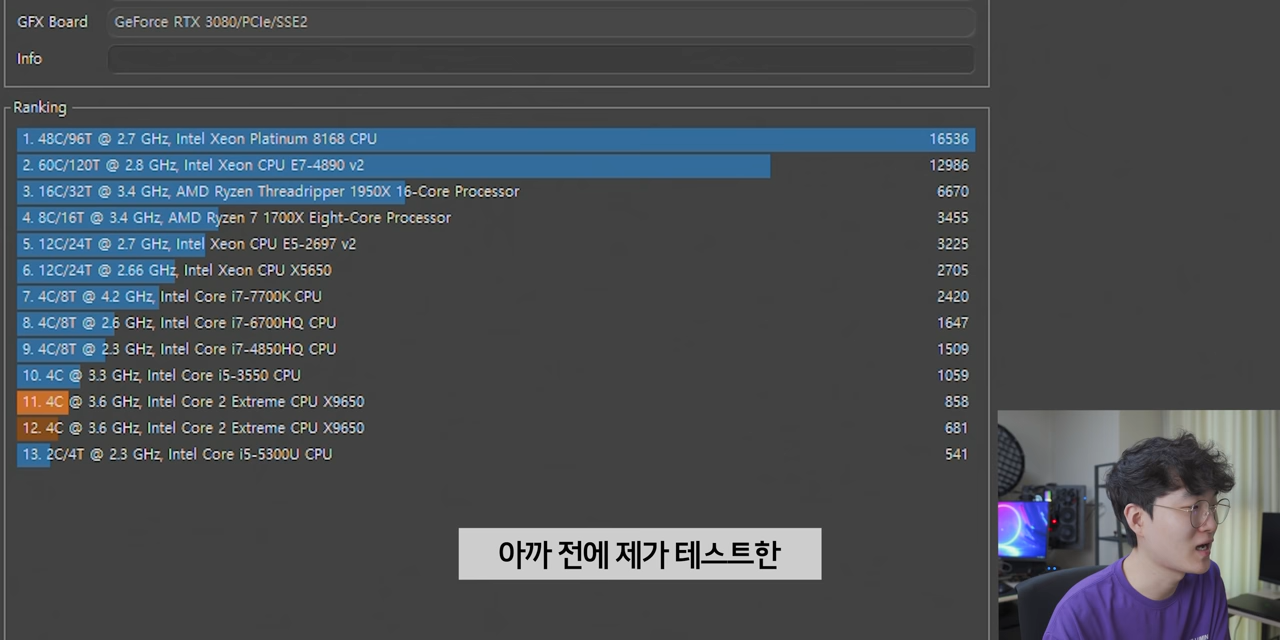 GFX Board GeForce RTX 3080/PCIe/SSE2
Info
Ranking
1. 48C/96T @ 2.7 GHz, Intel Xeon Platinum 8168 CPU 16536
2. 60C/120T @ 2.8 GHz, Intel Xeon CPU E7-4890 v2 12986
3. 16C/32T @ 3.4 GHz, AMD Ryzen Threadripper 1950X 16-Core Processor 6670
4. 8C/16T @ 3.4 GHz, AMD Ryzen 7 1700X Eight-Core Processor 3455
5. 12C/24T @ 2.7 GHz, Intel Xeon CPU E5-2697 v2 3225
6. 12C/24T @ 2.66 GHz, Intel Xeon CPU X5650 2705
7. 4C/8T @ 4.2 GHz, Intel Core i7-7700K CPU 2420
8. 4C/8T @ 2.6 GHz, Intel Core i7-6700HQ CPU 1647
9. 4C/8T @ 2.3 GHz, Intel Core i7-4850HQ CPU 1509
10. 4C @ 3.3 GHz, Intel Core i5-3550 CPU 1059
11. 4C @ 3.6 GHz, Intel Core 2 Extreme CPU X9650 858
12. 4C @ 3.6 GHz, Intel Core 2 Extreme CPU X9650 681
13. 2C/4T @ 2.3 GHz, Intel Core i5-5300U CPU 541
아까 전에 제가 테스트한